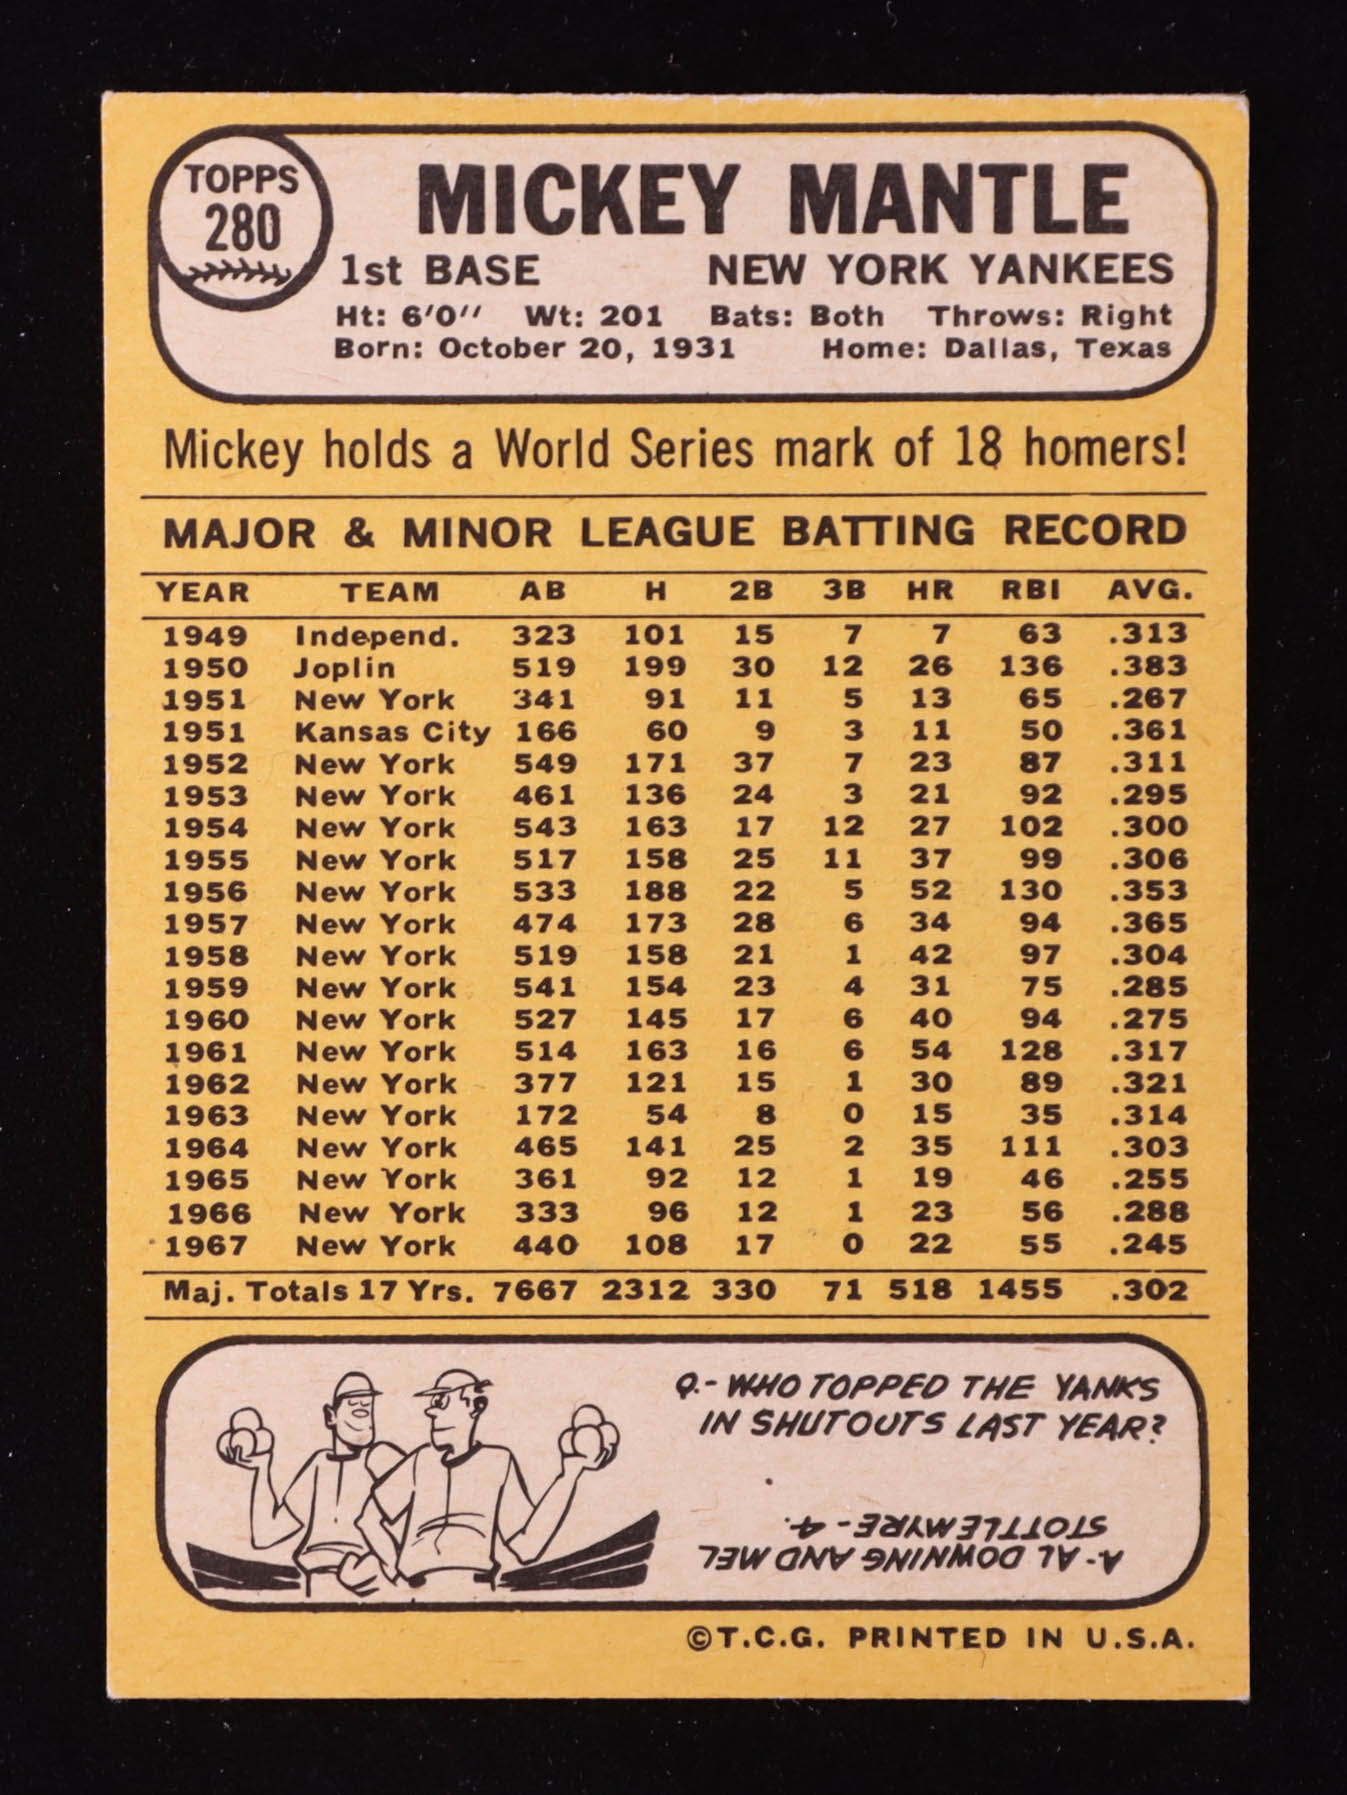 TOPPS
280
MICKEY MANTLE
1st BASE NEW YORK YANKEES
Ht: 6'0" Wt: 201 Bats: Both Throws: Right
Born: October 20, 1931 Home: Dallas, Texas
Mickey holds a World Series mark of 18 homers!
MAJOR & MINOR LEAGUE BATTING RECORD
YEAR TEAM AB H 2B 3B HR RBI AVG.
1949 Independ. 323 101 15 7 7 63 .313
1950 Joplin 519 199 30 12 26 136 .383
1951 New York 341 91 11 5 13 65 .267
1951 Kansas City 166 60 9 3 11 50 .361
1952 New York 549 171 37 7 23 87 .311
1953 New York 461 136 24 3 21 92 .295
1954 New York 543 163 17 12 27 102 .300
1955 New York 517 158 25 11 37 99 .306
1956 New York 533 188 22 5 52 130 .353
1957 New York 474 173 28 6 34 94 .365
1958 New York 519 158 21 1 42 97 .304
1959 New York 541 154 23 4 31 75 .285
1960 New York 527 145 17 6 40 94 .275
1961 New York 514 163 16 6 54 128 .317
1962 New York 377 121 15 1 30 89 .321
1963 New York 172 54 8 0 15 35 .314
1964 New York 465 141 25 2 35 111 .303
1965 New York 361 92 12 1 19 46 .255
1966 New York 333 96 12 1 23 56 .288
1967 New York 440 108 17 0 22 55 .245
Maj. Totals 17 Yrs. 7667 2312 330 71 518 1455 .302
Q.- WHO TOPPED THE YANKS
IN SHUTOUTS LAST YEAR?
A- AL DOWNING AND MEL
STOTTLEMYRE - 4.
©T.C.G. PRINTED IN U.S.A.